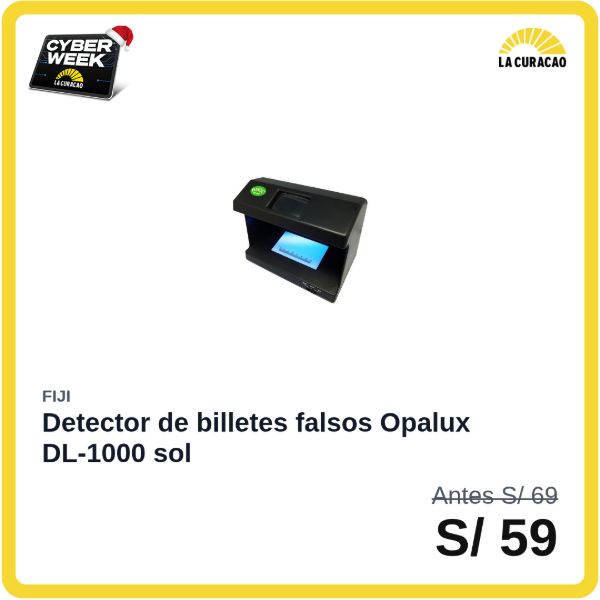 CYBER
WEEK
LA CURACAO
LA CURACAO
FIJI
Detector de billetes falsos Opalux
DL-1000 sol
Antes S/ 69
S/ 59